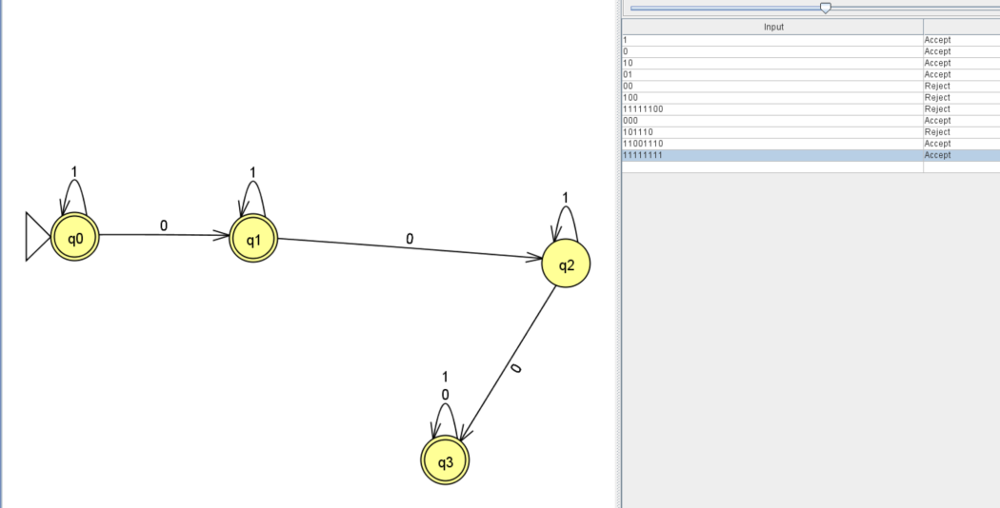 Input
1 Accept
0 Accept
10 Accept
01 Accept
00 Reject
100 Reject
11111100 Reject
000 Accept
101110 Reject
11001110 Accept
11111111 Accept
1
1
1
0
0
q0
q1
q2
0
1
0
q3